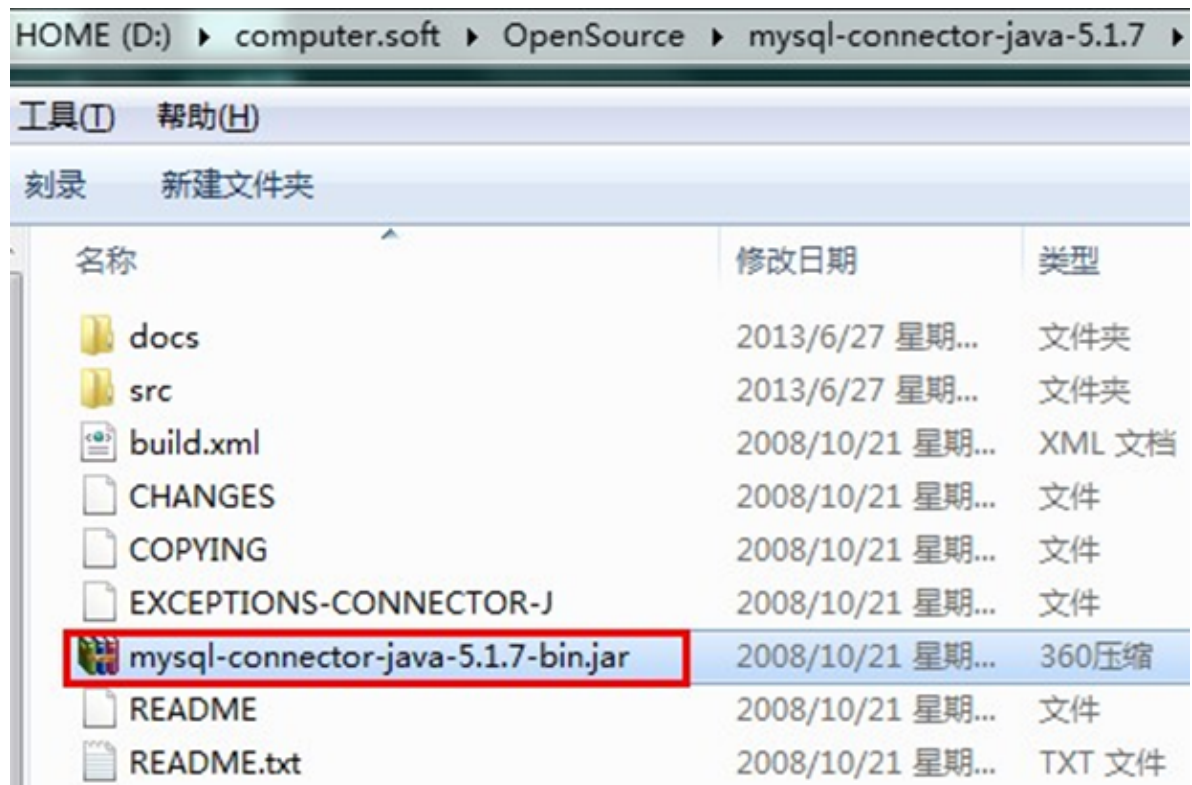 HOME (D:) ▸ computer.soft ▸ OpenSource ▸ mysql-connector-java-5.1.7 ▸
工具(T) 帮助(H)
刻录 新建文件夹
名称 修改日期 类型
docs 2013/6/27 星期... 文件夹
src 2013/6/27 星期... 文件夹
build.xml 2008/10/21 星期... XML 文档
CHANGES 2008/10/21 星期... 文件
COPYING 2008/10/21 星期... 文件
EXCEPTIONS-CONNECTOR-J 2008/10/21 星期... 文件
mysql-connector-java-5.1.7-bin.jar 2008/10/21 星期... 360压缩
README 2008/10/21 星期... 文件
README.txt 2008/10/21 星期... TXT 文件